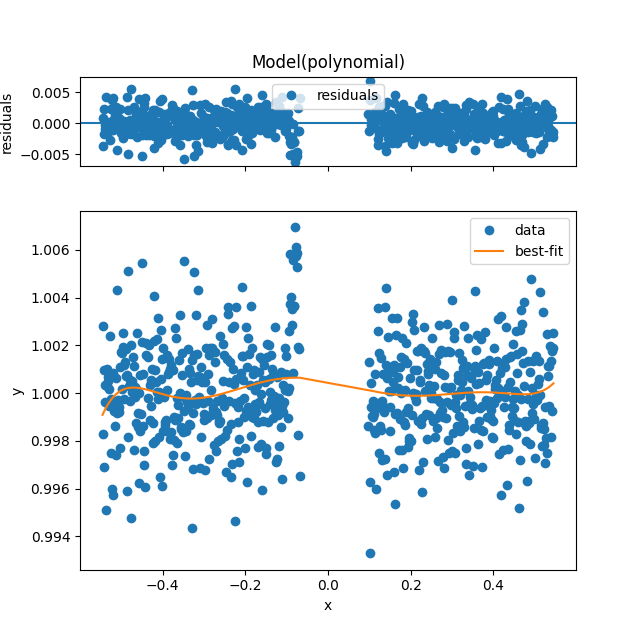 Model(polynomial)
residuals
0.005
0.000
−0.005
residuals
−0.4
−0.2
0.0
0.2
0.4
x
y
1.006
1.004
1.002
1.000
0.998
0.996
0.994
data
best-fit